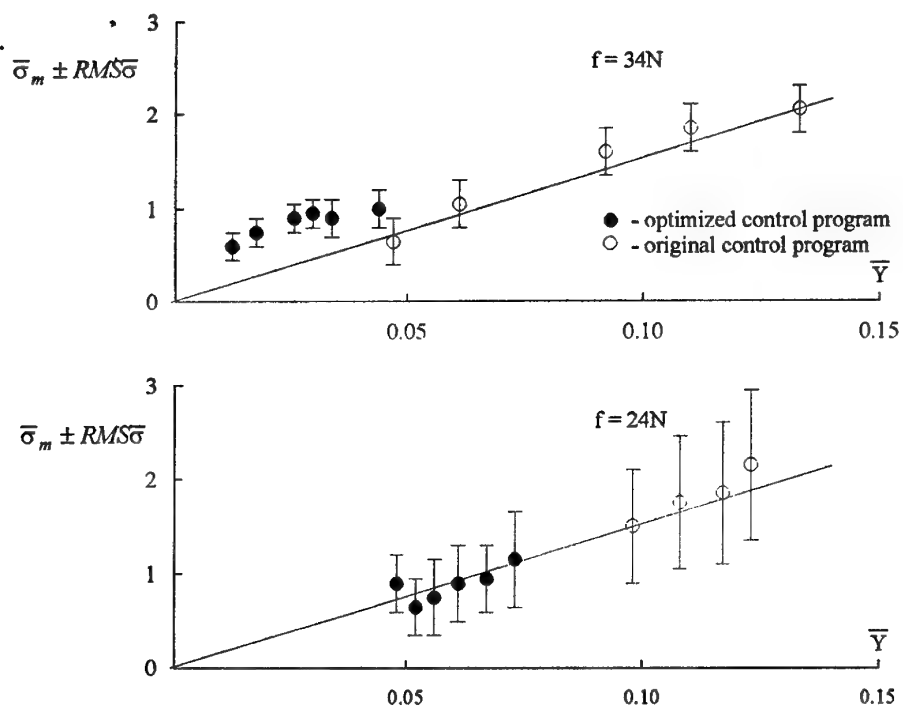 3
σ̅ₘ ± RMSσ̅
f = 34N
2
1
● - optimized control program
○ - original control program
Y̅
0
0.05
0.10
0.15
3
σ̅ₘ ± RMSσ̅
f = 24N
2
1
Y̅
0
0.05
0.10
0.15